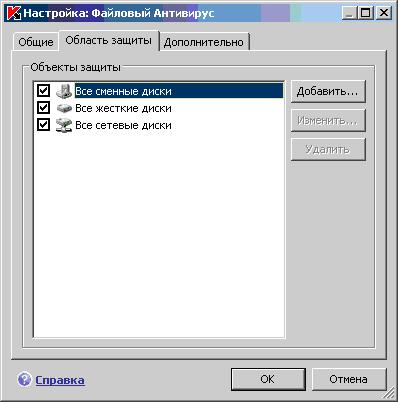 Настройка: Файловый Антивирус
Общие
Область защиты
Дополнительно
Объекты защиты
Все сменные диски
Все жесткие диски
Все сетевые диски
Добавить...
Изменить...
Удалить
Справка
OK
Отмена